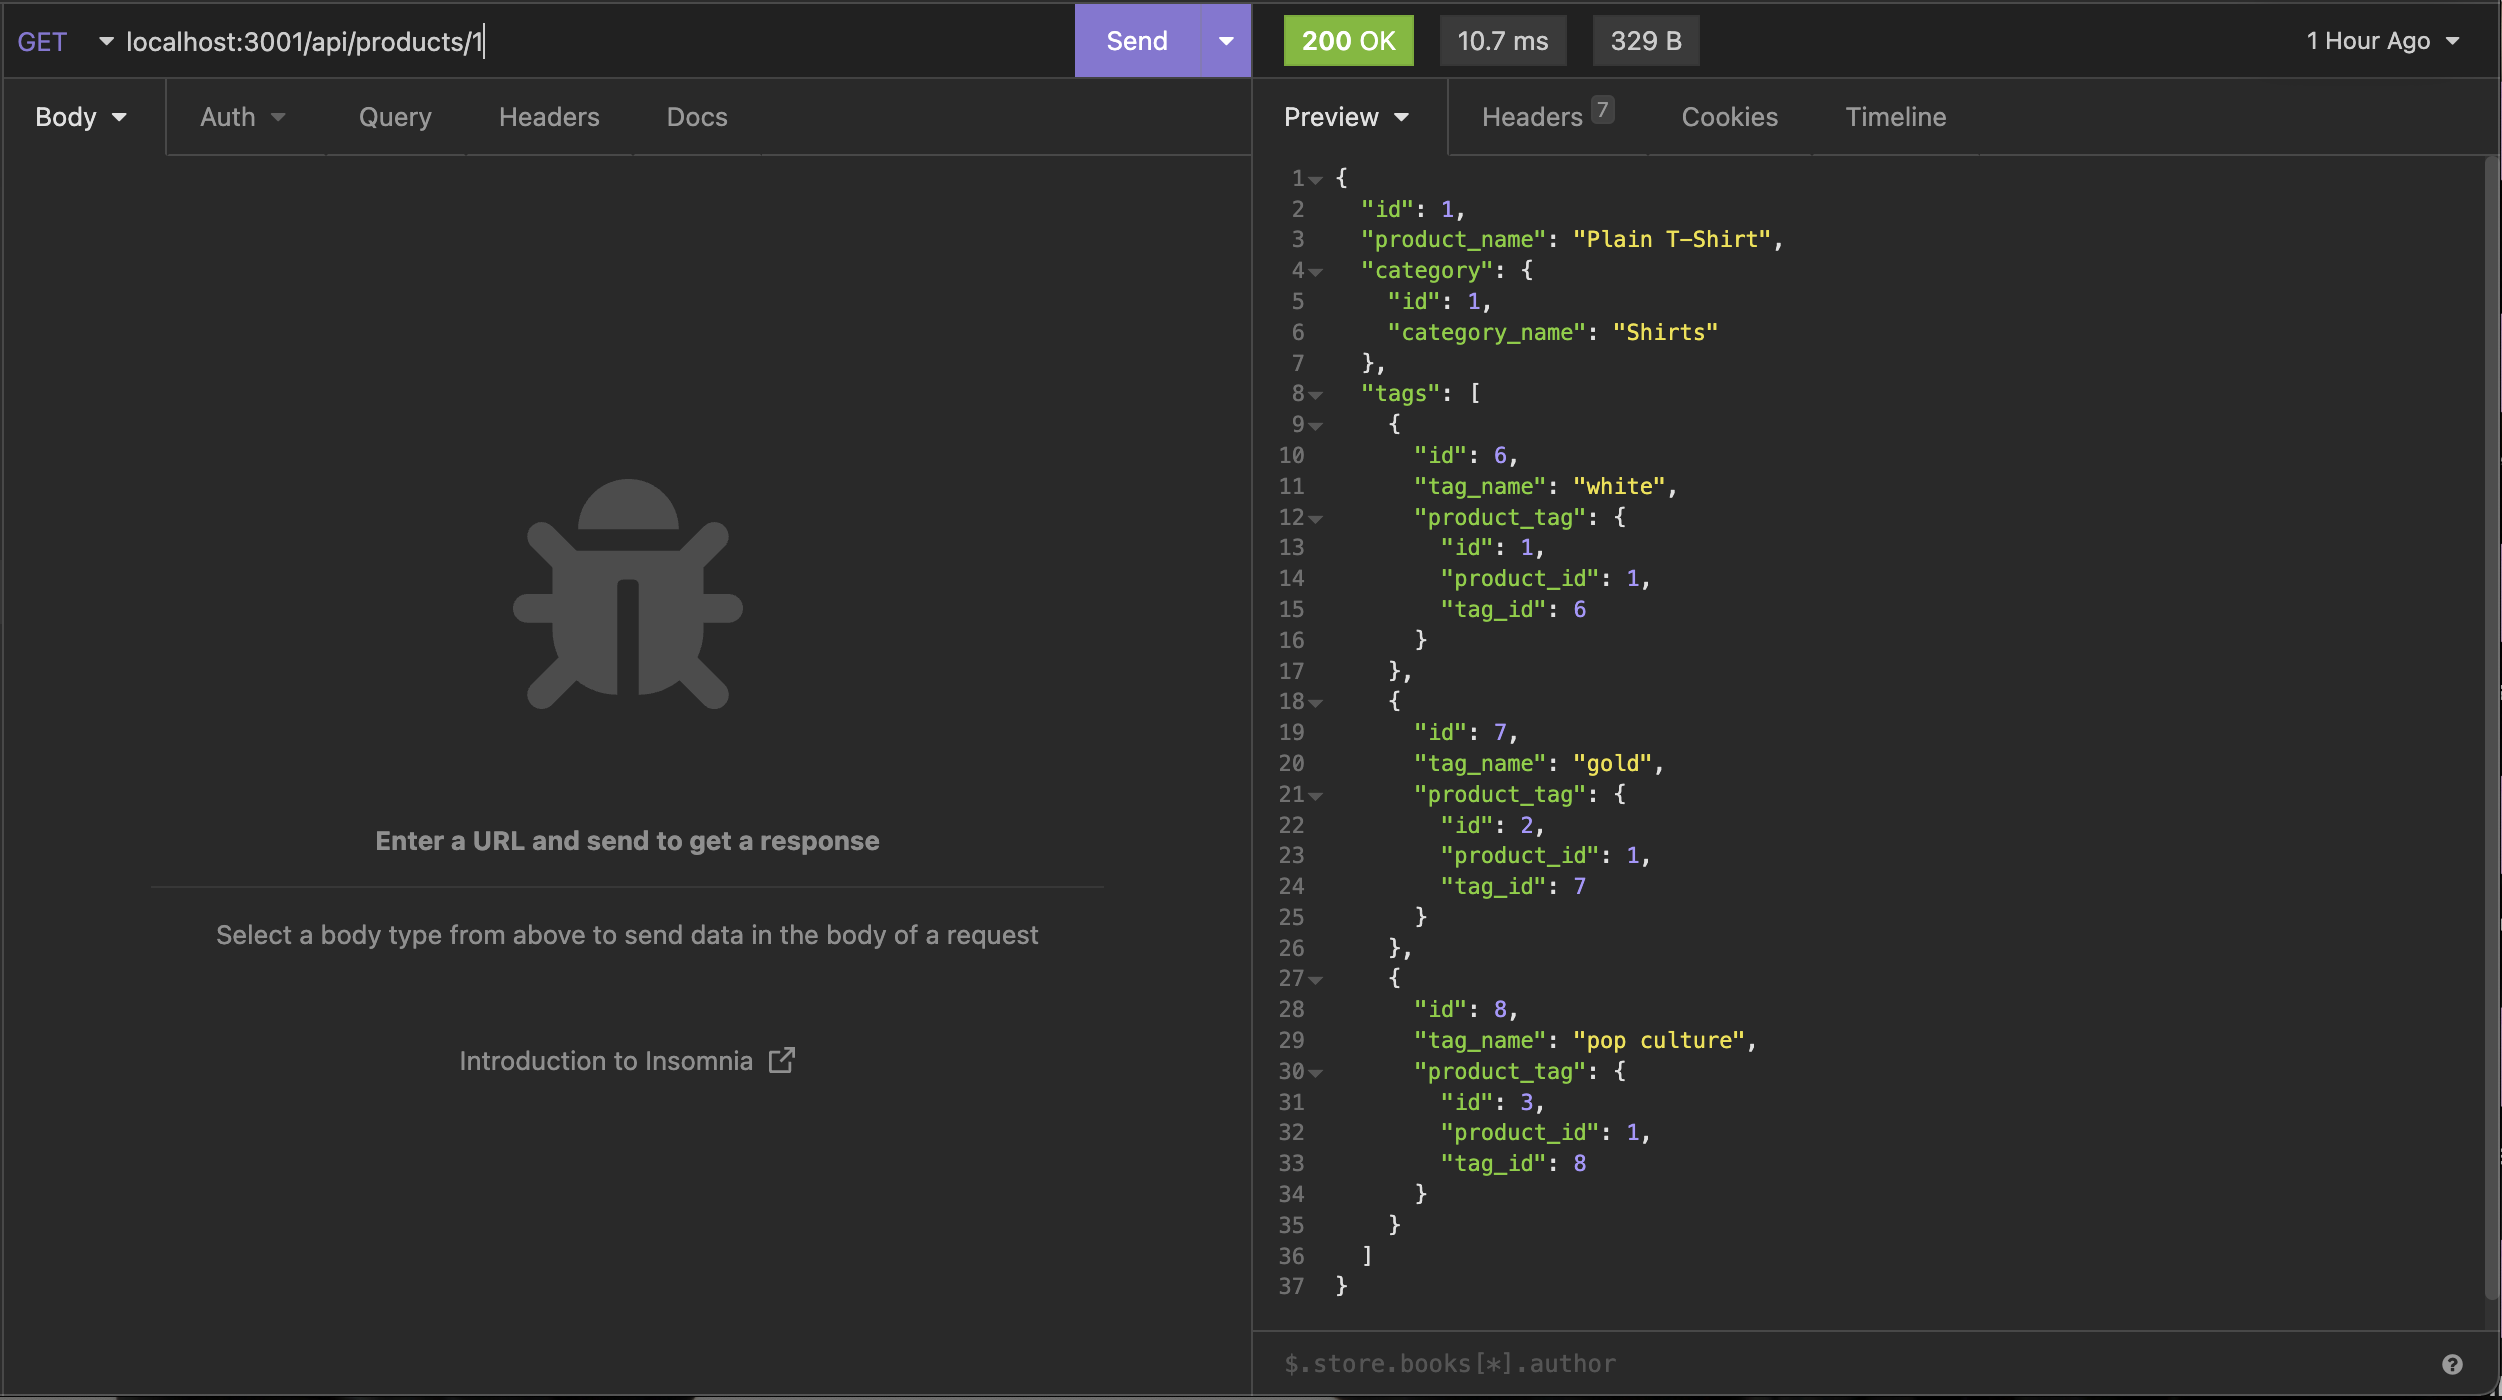 GET localhost:3001/api/products/1 Send
Body Auth Query Headers Docs
Enter a URL and send to get a response
Select a body type from above to send data in the body of a request
Introduction to Insomnia
200 OK 10.7 ms 329 B 1 Hour Ago
Preview Headers 7 Cookies Timeline
1 {
2 "id": 1,
3 "product_name": "Plain T-Shirt",
4 "category": {
5 "id": 1,
6 "category_name": "Shirts"
7 },
8 "tags": [
9 {
10 "id": 6,
11 "tag_name": "white",
12 "product_tag": {
13 "id": 1,
14 "product_id": 1,
15 "tag_id": 6
16 }
17 },
18 {
19 "id": 7,
20 "tag_name": "gold",
21 "product_tag": {
22 "id": 2,
23 "product_id": 1,
24 "tag_id": 7
25 }
26 },
27 {
28 "id": 8,
29 "tag_name": "pop culture",
30 "product_tag": {
31 "id": 3,
32 "product_id": 1,
33 "tag_id": 8
34 }
35 }
36 ]
37 }
$.store.books[*].author ?